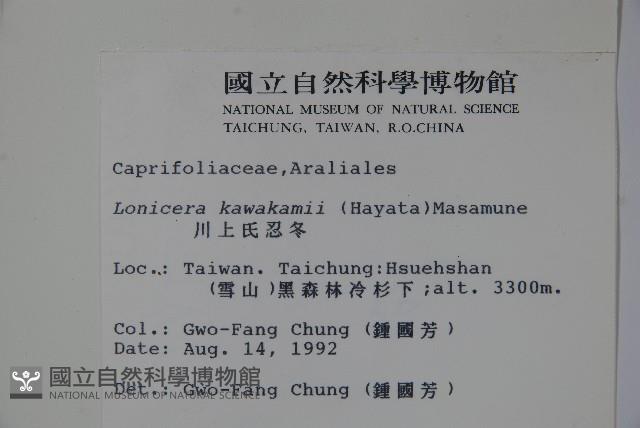 國立自然科學博物館
NATIONAL MUSEUM OF NATURAL SCIENCE
TAICHUNG, TAIWAN, R.O.CHINA
Caprifoliaceae,Araliales
Lonicera kawakamii (Hayata)Masamune
川上氏忍冬
Loc.: Taiwan. Taichung:Hsuehshan
(雪山)黑森林冷杉下;alt. 3300m.
Col.: Gwo-Fang Chung (鍾國芳)
Date: Aug. 14, 1992
國立自然科學博物館
NATIONAL MUSEUM OF NATURAL SCIENCE
Det.: Gwo-Fang Chung (鍾國芳)